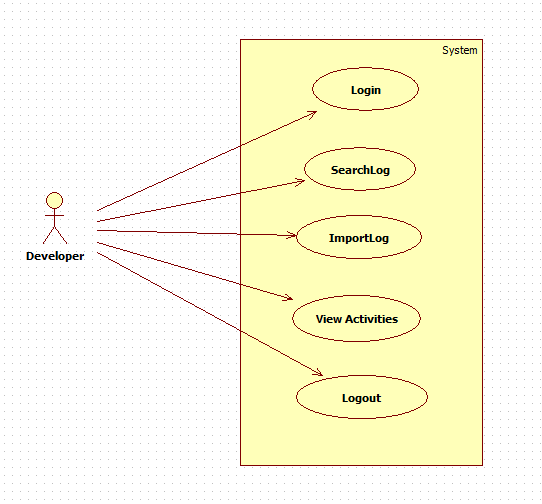 System
Login
SearchLog
ImportLog
Developer
View Activities
Logout